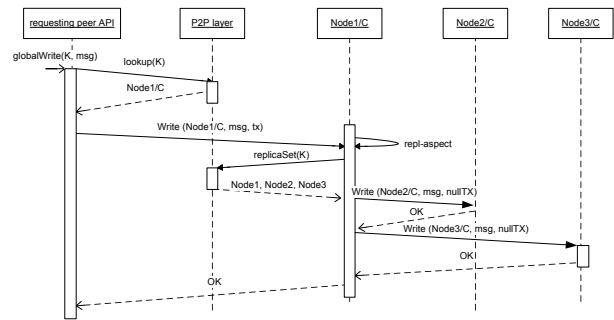 requesting peer API
P2P layer
Node1/C
Node2/C
Node3/C
globalWrite(K, msg)
lookup(K)
Node1/C
Write (Node1/C, msg, tx)
repl-aspect
replicaSet(K)
Node1, Node2, Node3
Write (Node2/C, msg, nullTX)
OK
Write (Node3/C, msg, nullTX)
OK
OK